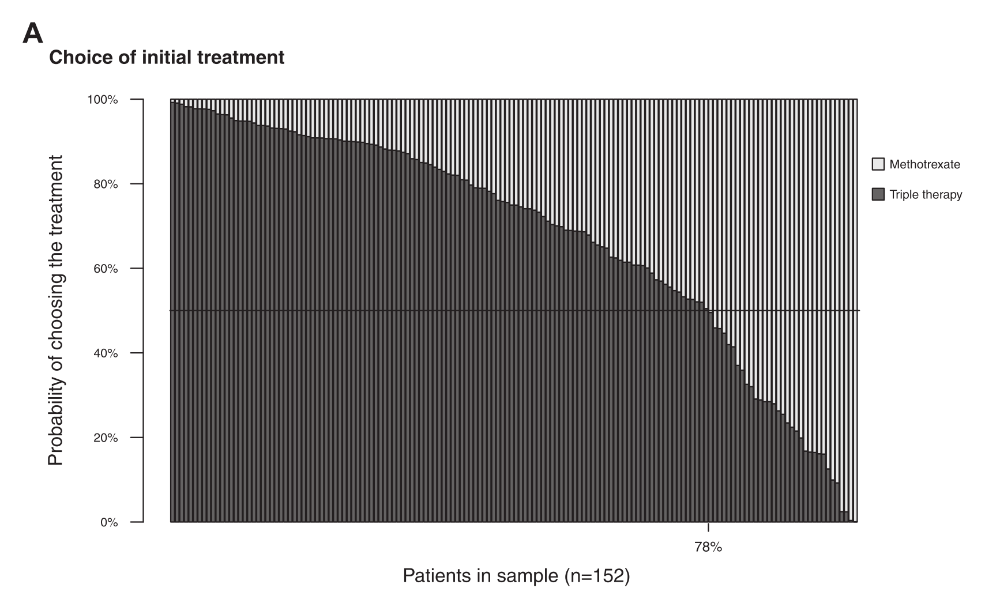 A
Choice of initial treatment
Probability of choosing the treatment
100%
80%
60%
40%
20%
0%
Methotrexate
Triple therapy
78%
Patients in sample (n=152)